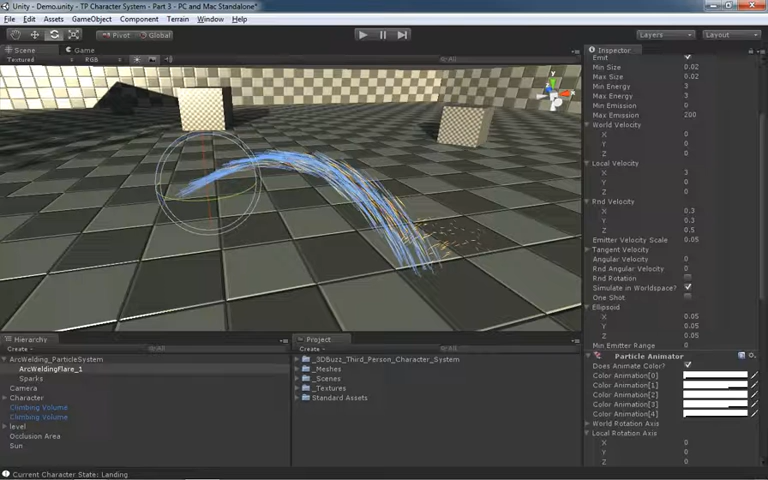 Unity - Demo.unity - TP Character System - Part 3 - PC and Mac Standalone*
File Edit Assets GameObject Component Terrain Window Help
Pivot Global Layers Layout
Scene Game
Textured RGB All
Inspector
Emit
Min Size 0.02
Max Size 0.02
Min Energy 3
Max Energy 3
Min Emission 0
Max Emission 200
World Velocity
X 0
Y 0
Z 0
Local Velocity
X 3
Y 0
Z 0
Rnd Velocity
X 0.3
Y 0.3
Z 0.5
Emitter Velocity Scale 0.05
Tangent Velocity
Angular Velocity 0
Rnd Angular Velocity 0
Rnd Rotation
Simulate in Worldspace?
One Shot
Ellipsoid
X 0.05
Y 0.05
Z 0.05
Min Emitter Range 0
Particle Animator
Does Animate Color?
Color Animation[0]
Color Animation[1]
Color Animation[2]
Color Animation[3]
Color Animation[4]
World Rotation Axis
Local Rotation Axis
X 0
Y 0
Z 0
Hierarchy
Create All
ArcWelding_ParticleSystem
ArcWeldingFlare_1
Sparks
Camera
Character
Climbing Volume
Climbing Volume
level
Occlusion Area
Sun
Project
Create All
_3DBuzz_Third_Person_Character_System
_Meshes
_Scenes
_Textures
Standard Assets
Current Character State: Landing